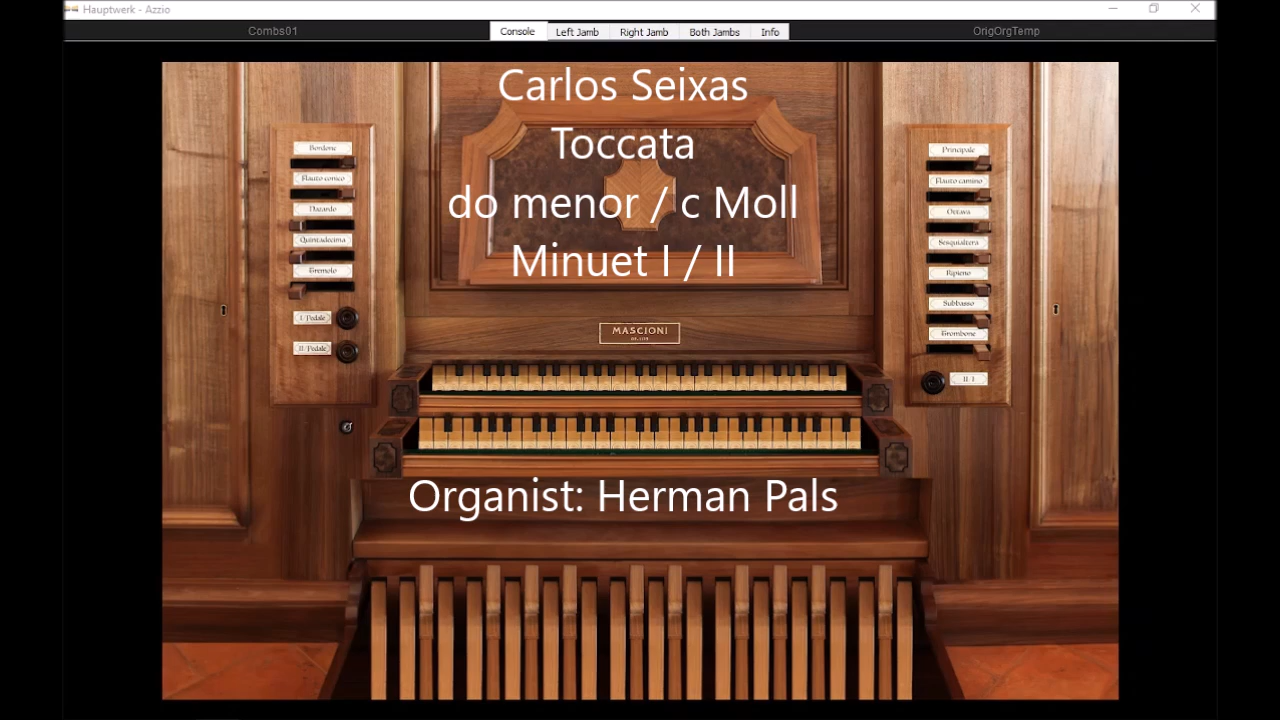 Hauptwerk - Azzio
Combs01
Console
Left Jamb
Right Jamb
Both Jambs
Info
OrigOrgTemp
Carlos Seixas
Toccata
do menor / c Moll
Minuet I / II
Bordone
Flauto conico
Nazardo
Quintadecima
Tremolo
I / Pedale
II / Pedale
Principale
Flauto camino
Ottava
Sesquialtera
Ripieno
Subbasso
Trombone
II / I
MASCIONI
Organist: Herman Pals